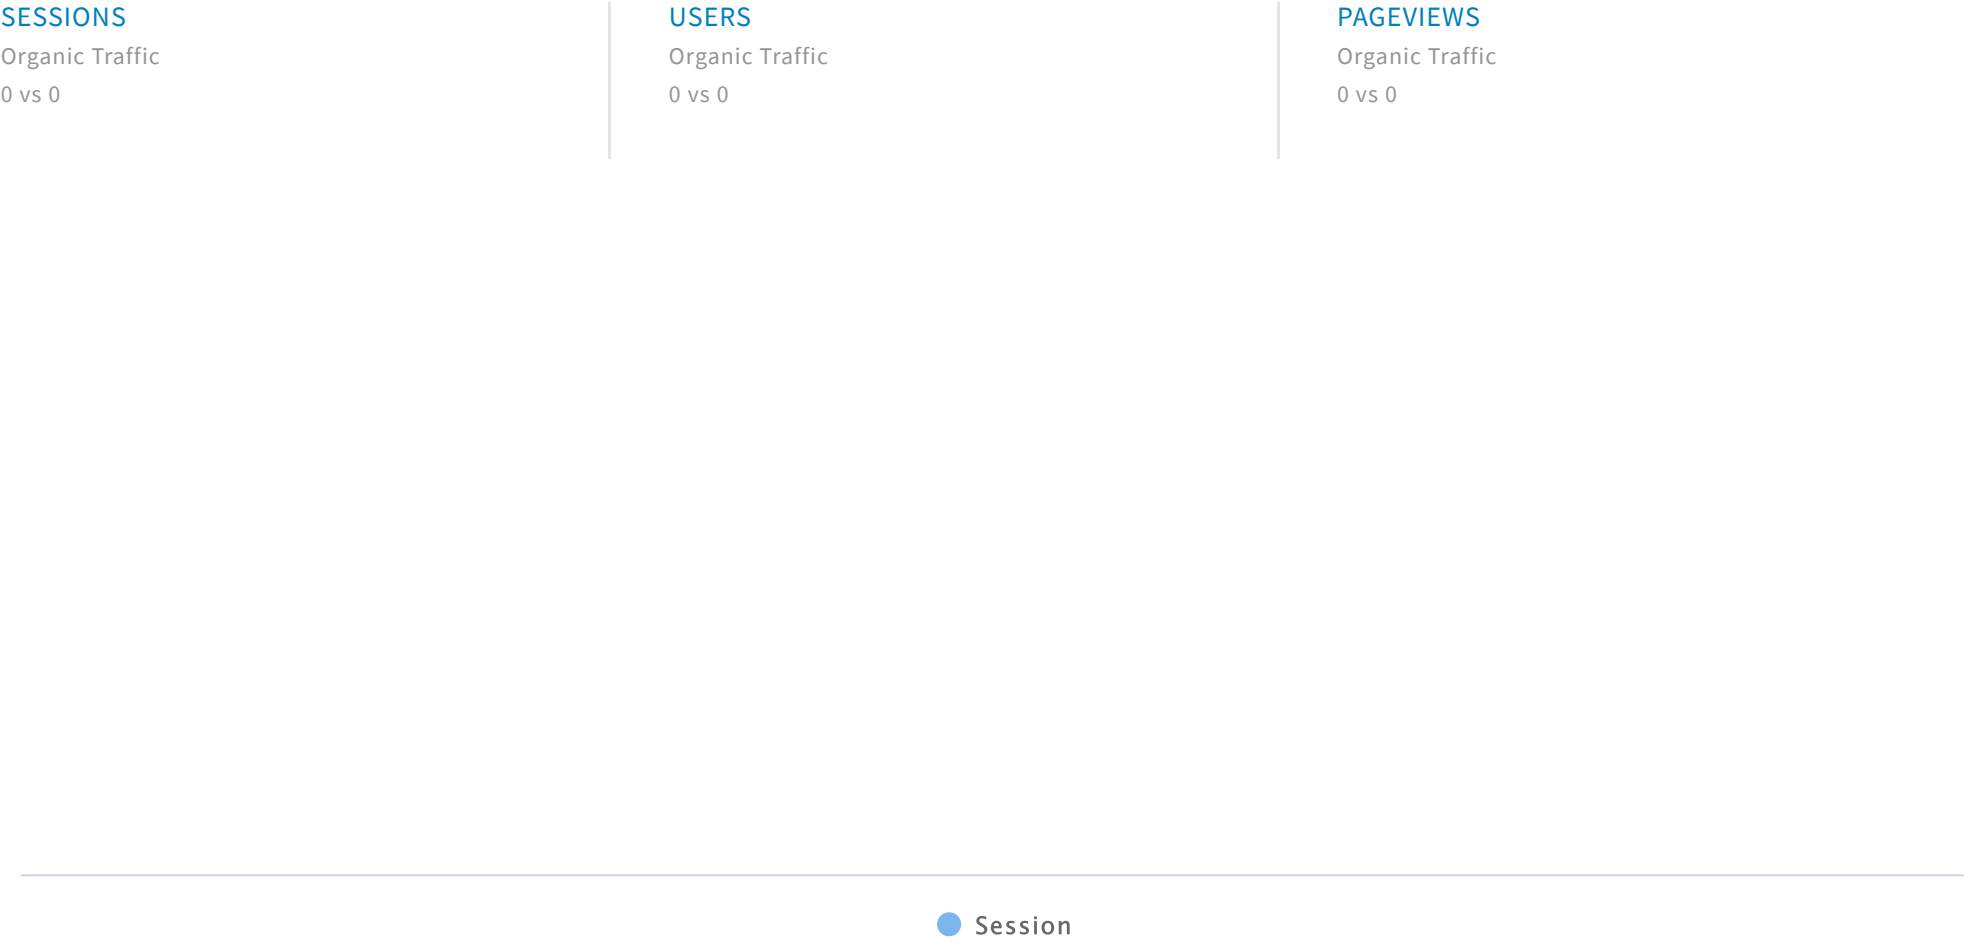 SESSIONS
Organic Traffic
0 vs 0
USERS
Organic Traffic
0 vs 0
PAGEVIEWS
Organic Traffic
0 vs 0
Session